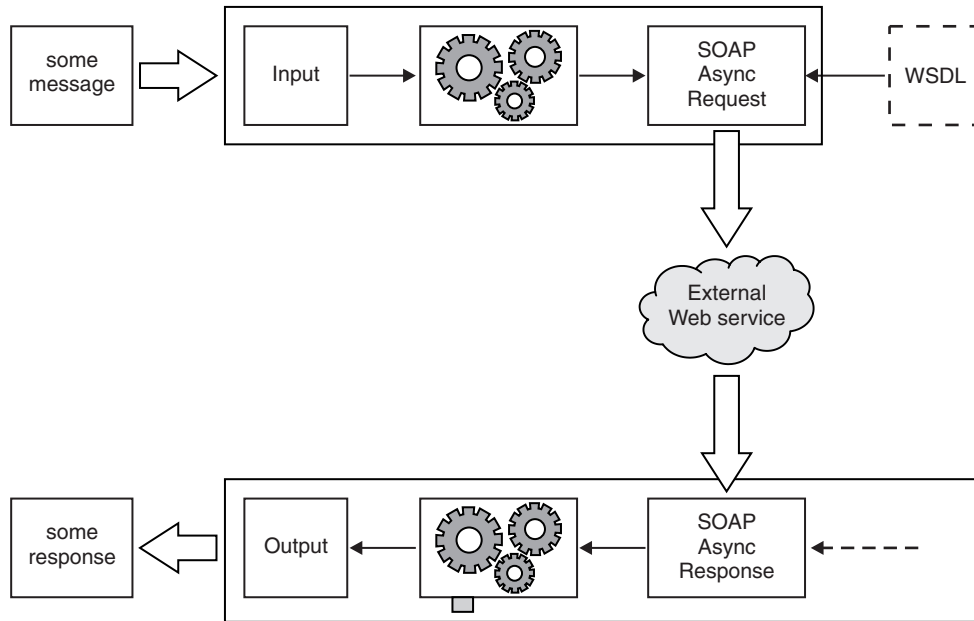 some
message
Input
SOAP
Async
Request
WSDL
External
Web service
some
response
Output
SOAP
Async
Response